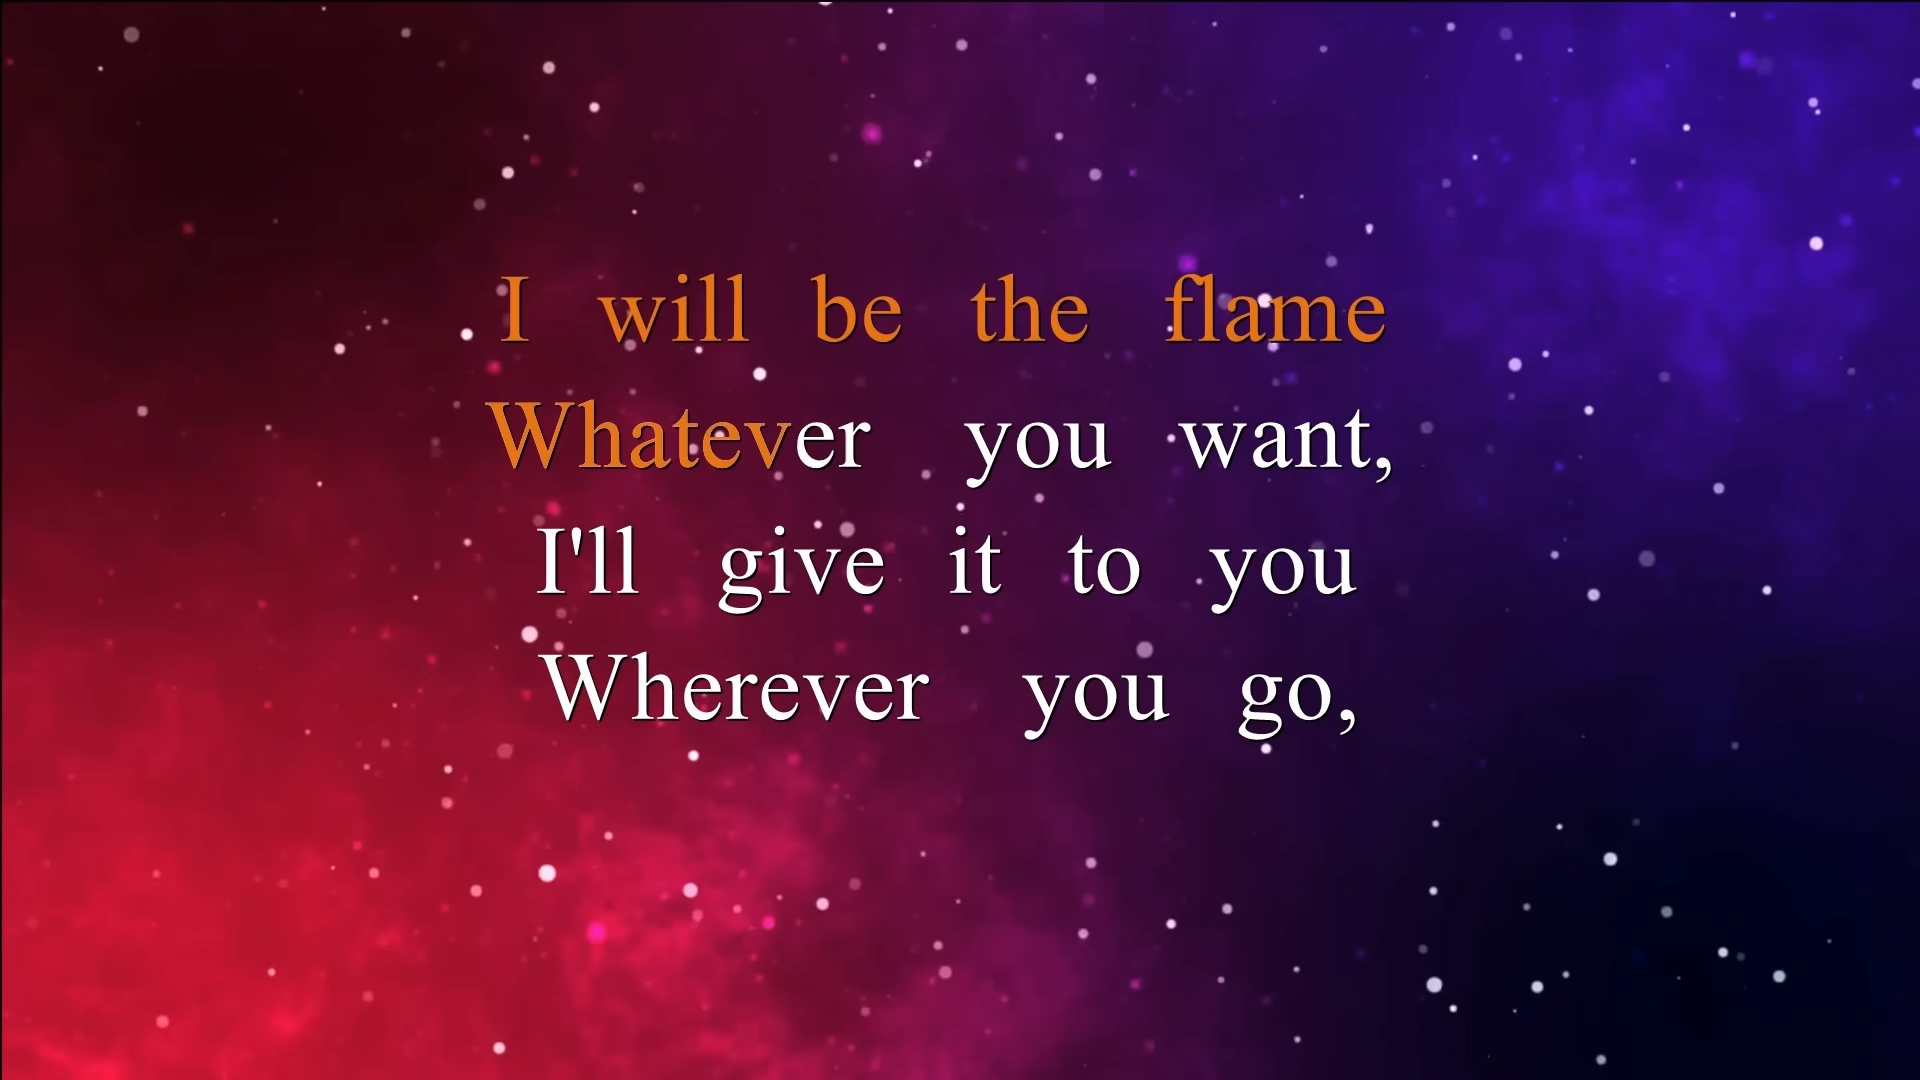 I will be the flame
Whatever you want,
I'll give it to you
Wherever you go,